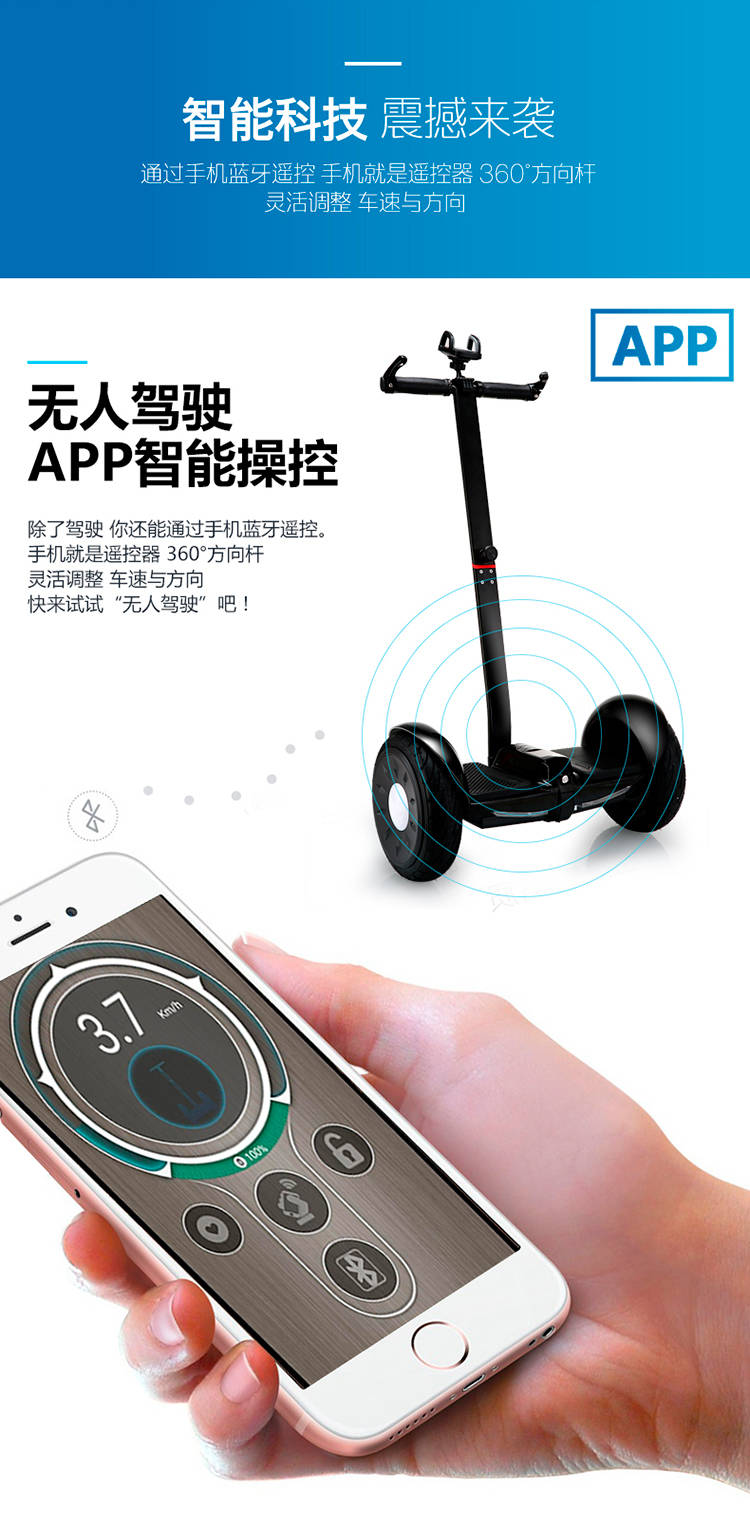 智能科技 震撼来袭
通过手机蓝牙遥控 手机就是遥控器 360°方向杆
灵活调整 车速与方向
APP
无人驾驶
APP智能操控
除了驾驶 你还能通过手机蓝牙遥控。
手机就是遥控器 360°方向杆
灵活调整 车速与方向
快来试试“无人驾驶”吧！
3.7 Km/h
100%